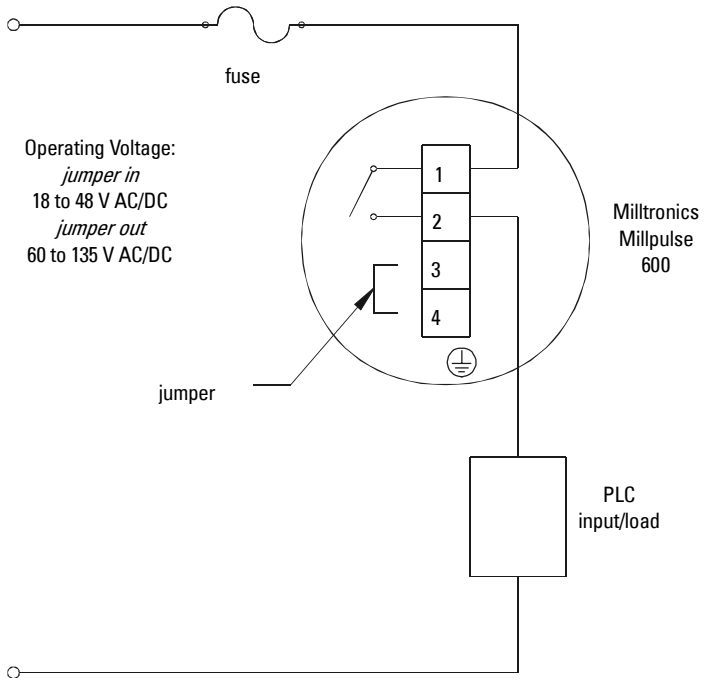 fuse
Operating Voltage:
jumper in
18 to 48 V AC/DC
jumper out
60 to 135 V AC/DC
1
2
3
4
Milltronics
Millpulse
600
jumper
PLC
input/load